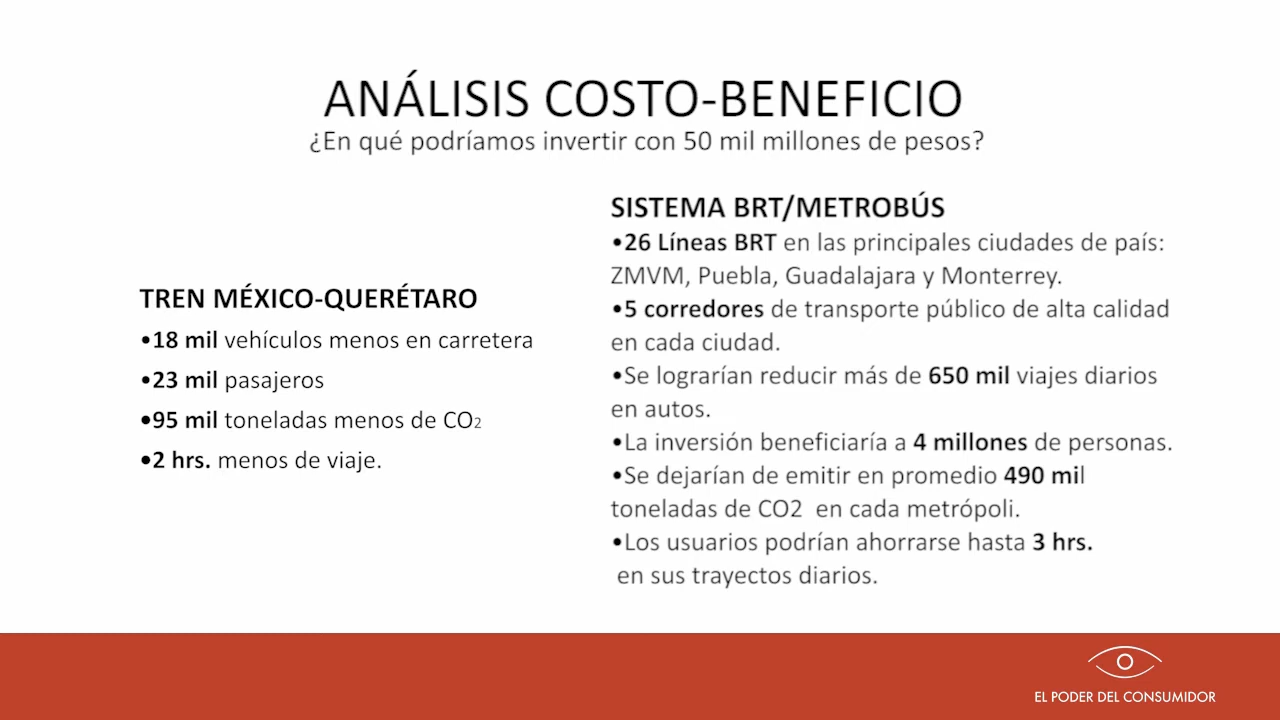 ANÁLISIS COSTO-BENEFICIO
¿En qué podríamos invertir con 50 mil millones de pesos?
TREN MÉXICO-QUERÉTARO
•18 mil vehículos menos en carretera
•23 mil pasajeros
•95 mil toneladas menos de CO2
•2 hrs. menos de viaje.
SISTEMA BRT/METROBÚS
•26 Líneas BRT en las principales ciudades de país:
ZMVM, Puebla, Guadalajara y Monterrey.
•5 corredores de transporte público de alta calidad
en cada ciudad.
•Se lograrían reducir más de 650 mil viajes diarios
en autos.
•La inversión beneficiaría a 4 millones de personas.
•Se dejarían de emitir en promedio 490 mil
toneladas de CO2 en cada metrópoli.
•Los usuarios podrían ahorrarse hasta 3 hrs.
en sus trayectos diarios.
EL PODER DEL CONSUMIDOR